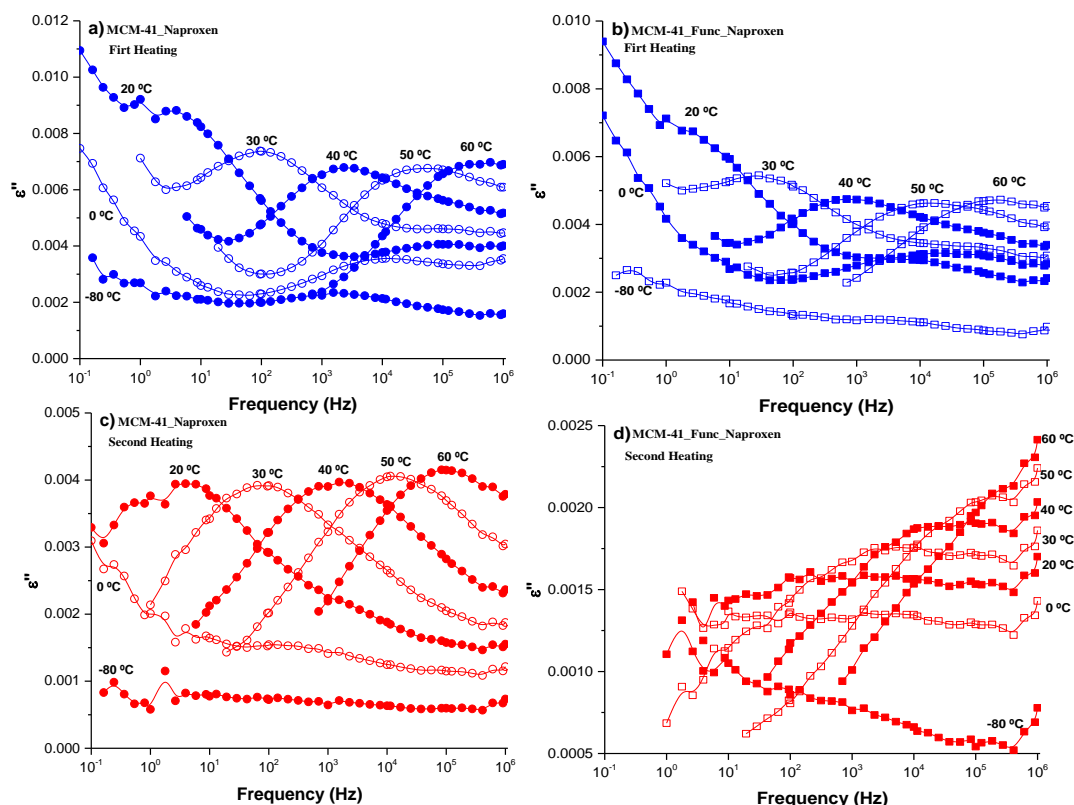 a) MCM-41_Naproxen
Firt Heating
20 ºC
30 ºC
40 ºC
50 ºC
60 ºC
0 ºC
-80 ºC
0.012
0.010
0.008
0.006
0.004
0.002
0.000
ε''
10-1 100 101 102 103 104 105 106
Frequency (Hz)
b) MCM-41_Func_Naproxen
Firt Heating
20 ºC
30 ºC
40 ºC
50 ºC
60 ºC
0 ºC
-80 ºC
0.010
0.008
0.006
0.004
0.002
0.000
ε''
10-1 100 101 102 103 104 105 106
Frequency (Hz)
c) MCM-41_Naproxen
Second Heating
20 ºC
30 ºC
40 ºC
50 ºC
60 ºC
0 ºC
-80 ºC
0.005
0.004
0.003
0.002
0.001
0.000
ε''
10-1 100 101 102 103 104 105 106
Frequency (Hz)
d) MCM-41_Func_Naproxen
Second Heating
60 ºC
50 ºC
40 ºC
30 ºC
20 ºC
0 ºC
-80 ºC
0.0025
0.0020
0.0015
0.0010
0.0005
ε''
10-1 100 101 102 103 104 105 106
Frequency (Hz)